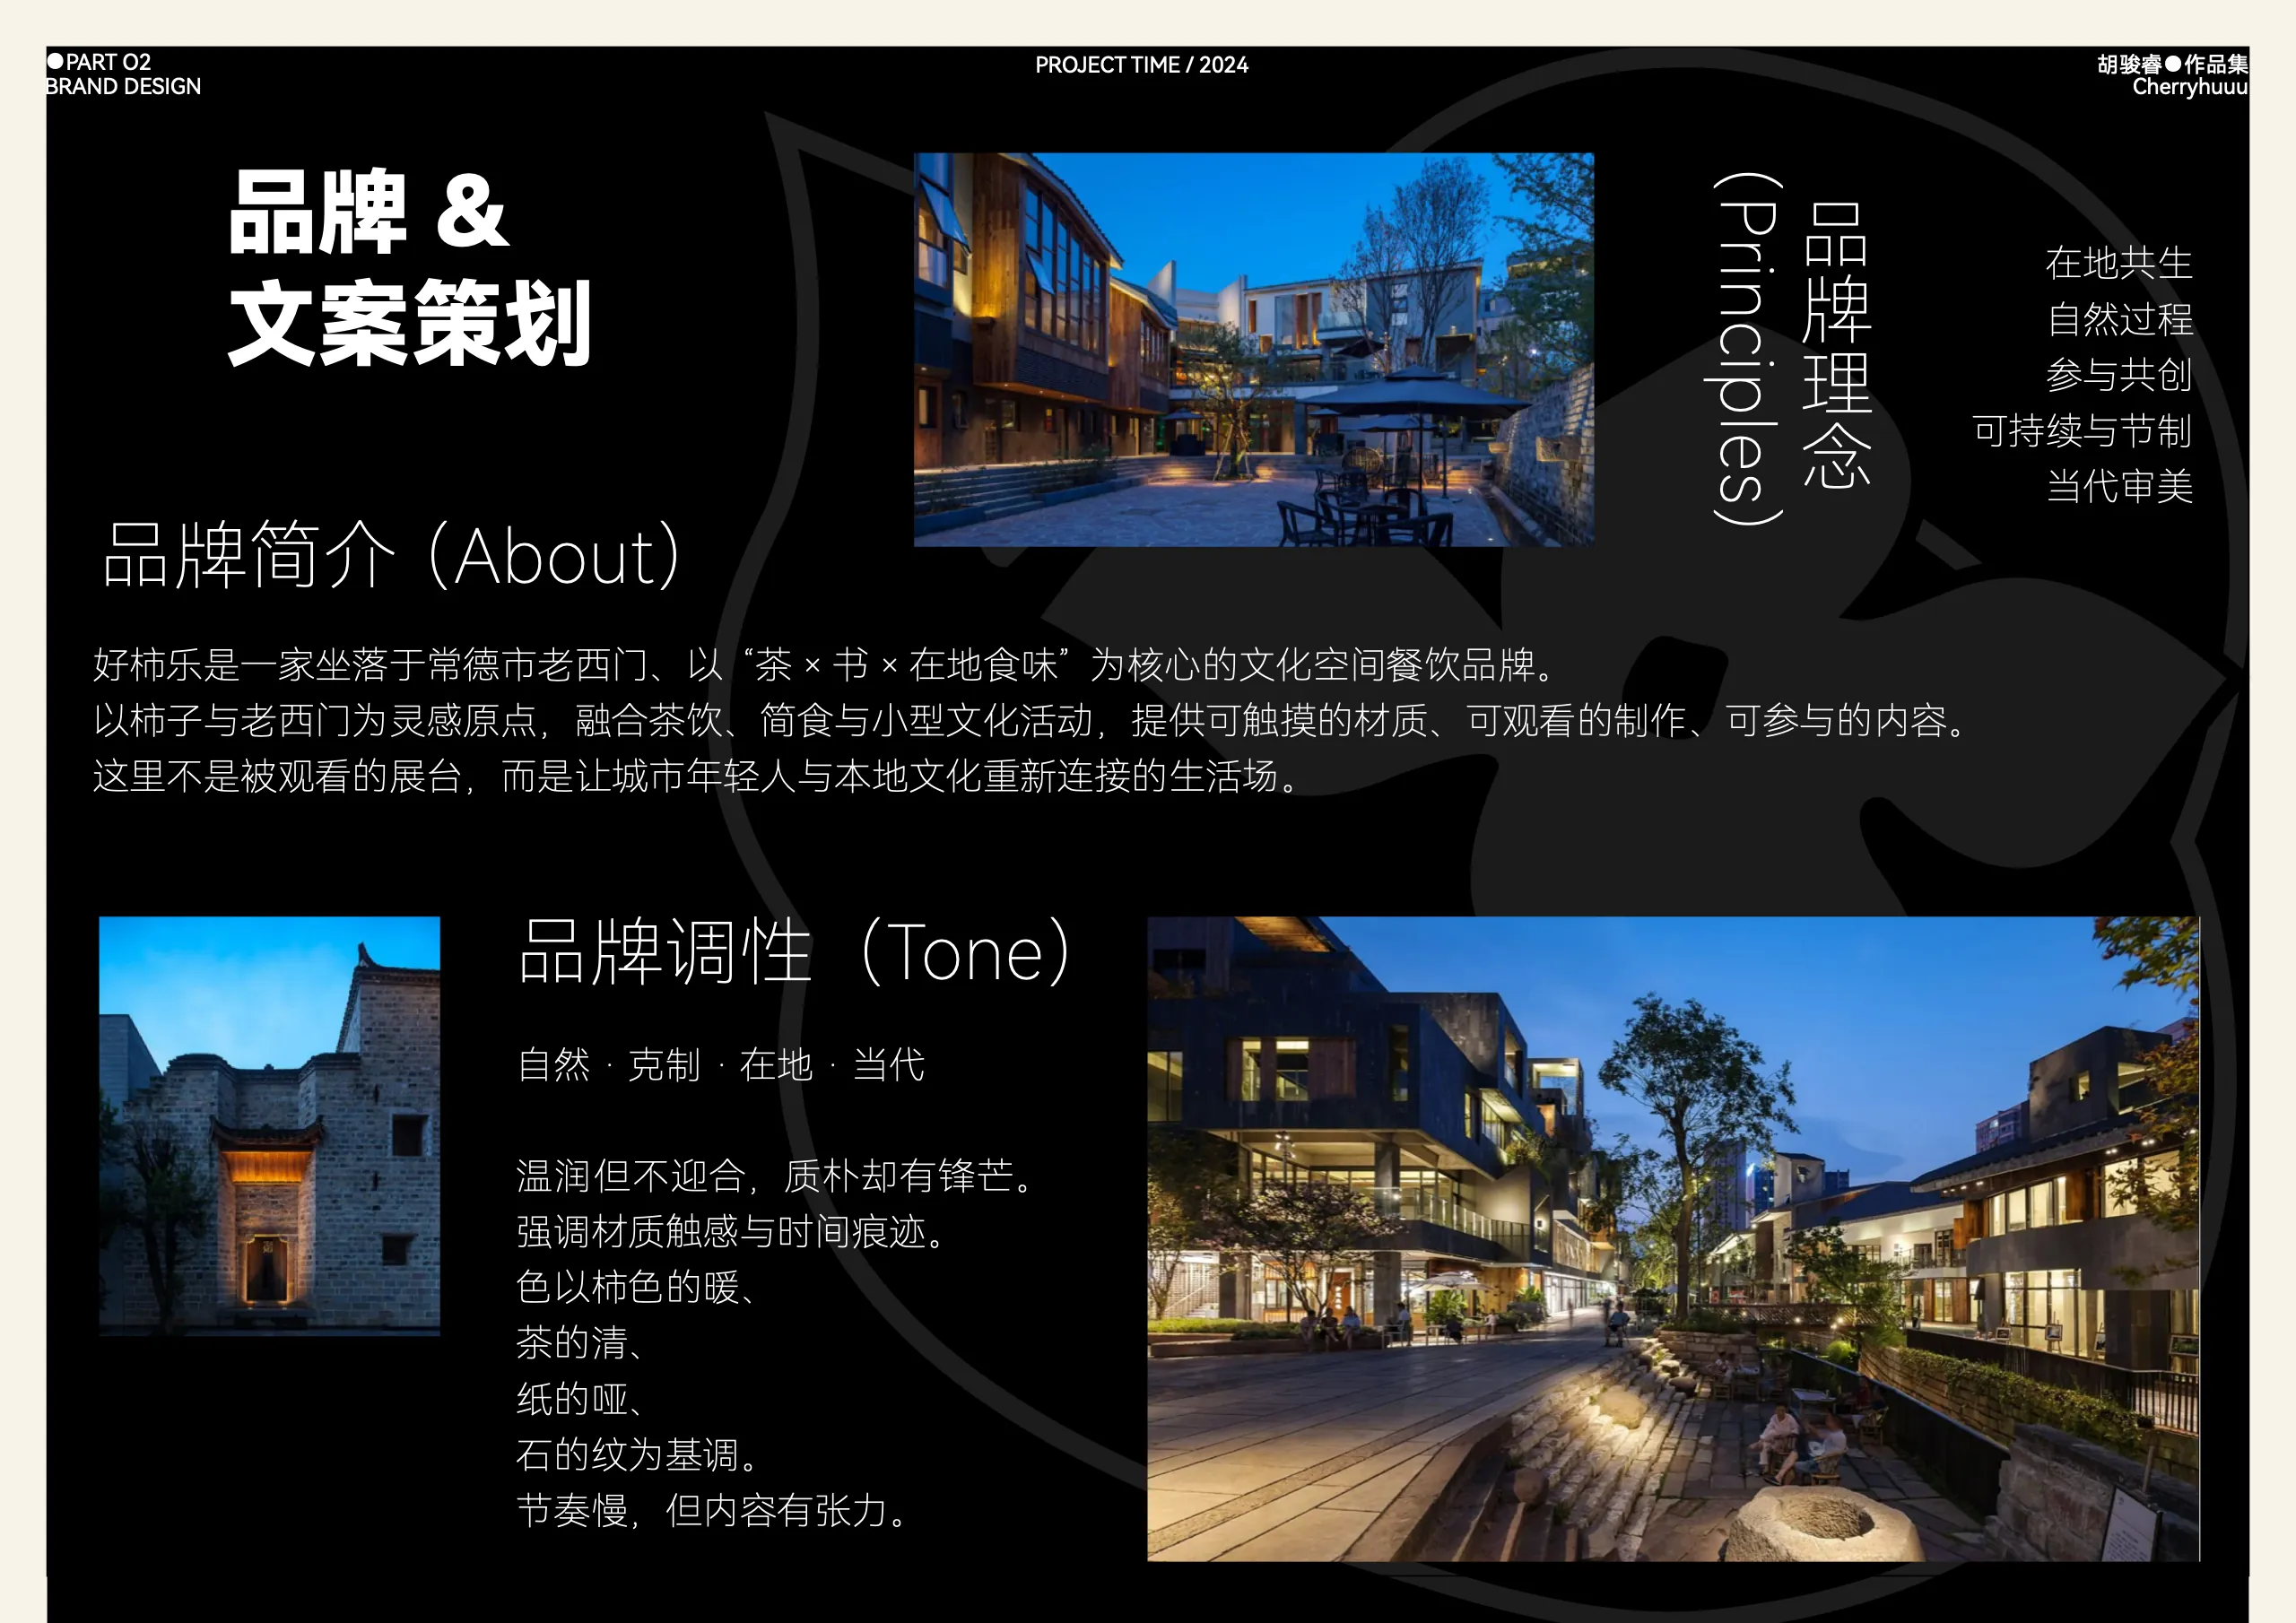 ●PART O2
BRAND DESIGN
PROJECT TIME / 2024
胡骏睿●作品集
Cherryhuuu
品牌 &
文案策划
品牌理念
(Principles)
在地共生
自然过程
参与共创
可持续与节制
当代审美
品牌简介 (About)
好柿乐是一家坐落于常德市老西门、以“茶 × 书 × 在地食味”为核心的文化空间餐饮品牌。
以柿子与老西门为灵感原点，融合茶饮、简食与小型文化活动，提供可触摸的材质、可观看的制作、可参与的内容。
这里不是被观看的展台，而是让城市年轻人与本地文化重新连接的生活场。
品牌调性（Tone）
自然 · 克制 · 在地 · 当代
温润但不迎合，质朴却有锋芒。
强调材质触感与时间痕迹。
色以柿色的暖、
茶的清、
纸的哑、
石的纹为基调。
节奏慢，但内容有张力。